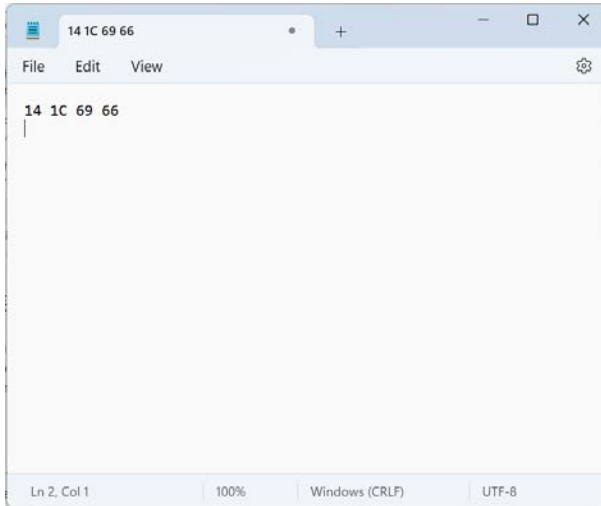 14 1C 69 66
File Edit View
14 1C 69 66
Ln 2, Col 1 100% Windows (CRLF) UTF-8